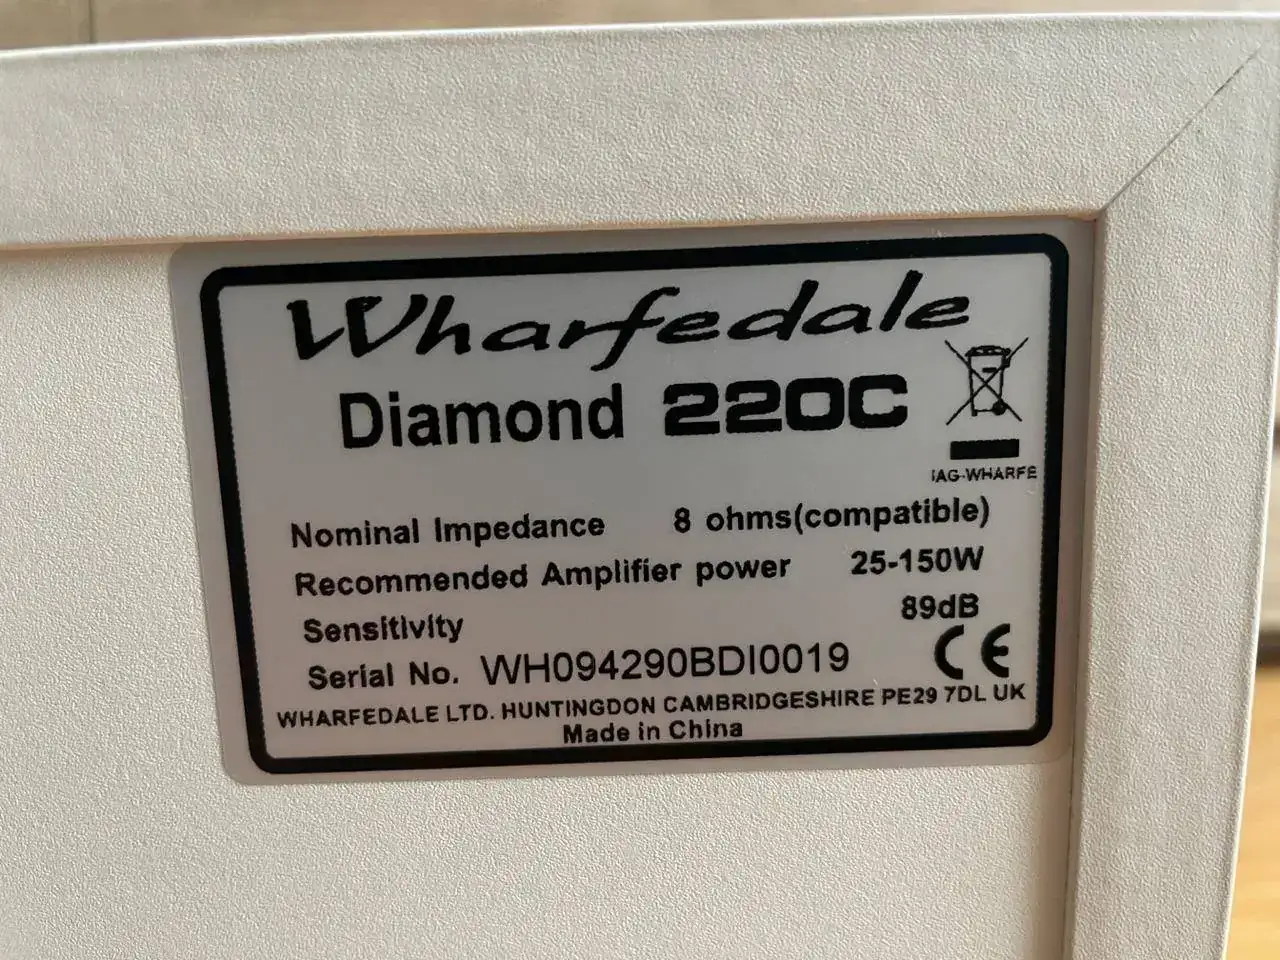 Wharfedale
Diamond 220C
IAG-WHARFE
Nominal Impedance 8 ohms(compatible)
Recommended Amplifier power 25-150W
Sensitivity 89dB
Serial No. WH094290BDI0019
CE
WHARFEDALE LTD. HUNTINGDON CAMBRIDGESHIRE PE29 7DL UK
Made in China